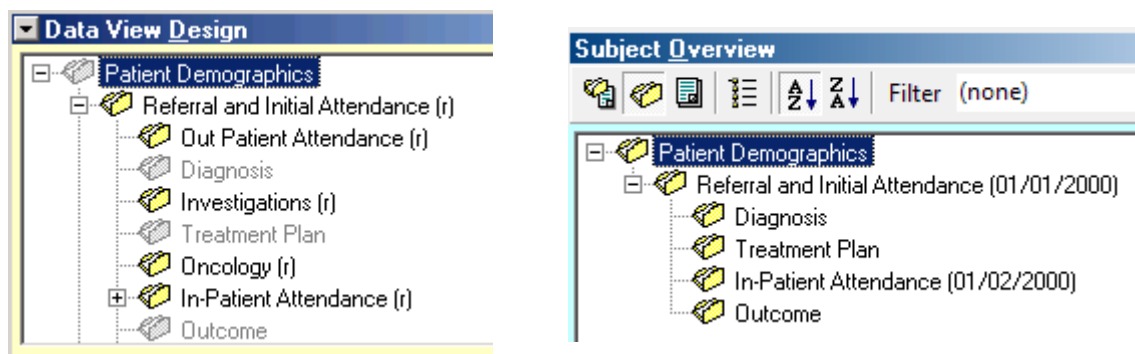 Data View Design
Patient Demographics
Referral and Initial Attendance (r)
Out Patient Attendance (r)
Diagnosis
Investigations (r)
Treatment Plan
Oncology (r)
In-Patient Attendance (r)
Outcome
Subject Overview
A Z Z A Filter (none)
Patient Demographics
Referral and Initial Attendance (01/01/2000)
Diagnosis
Treatment Plan
In-Patient Attendance (01/02/2000)
Outcome